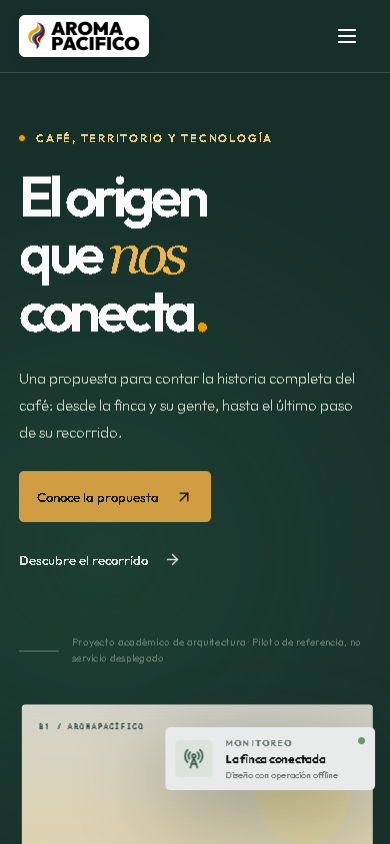 AROMA
PACIFICO
CAFÉ, TERRITORIO Y TECNOLOGÍA
El origen
que nos
conecta.
Una propuesta para contar la historia completa del
café: desde la finca y su gente, hasta el último paso
de su recorrido.
Conoce la propuesta
Descubre el recorrido
Proyecto académico de arquitectura · Piloto de referencia, no
servicio desplegado
01 / AROMAPACÍFICO
MONITOREO
La finca conectada
Diseño con operación offline